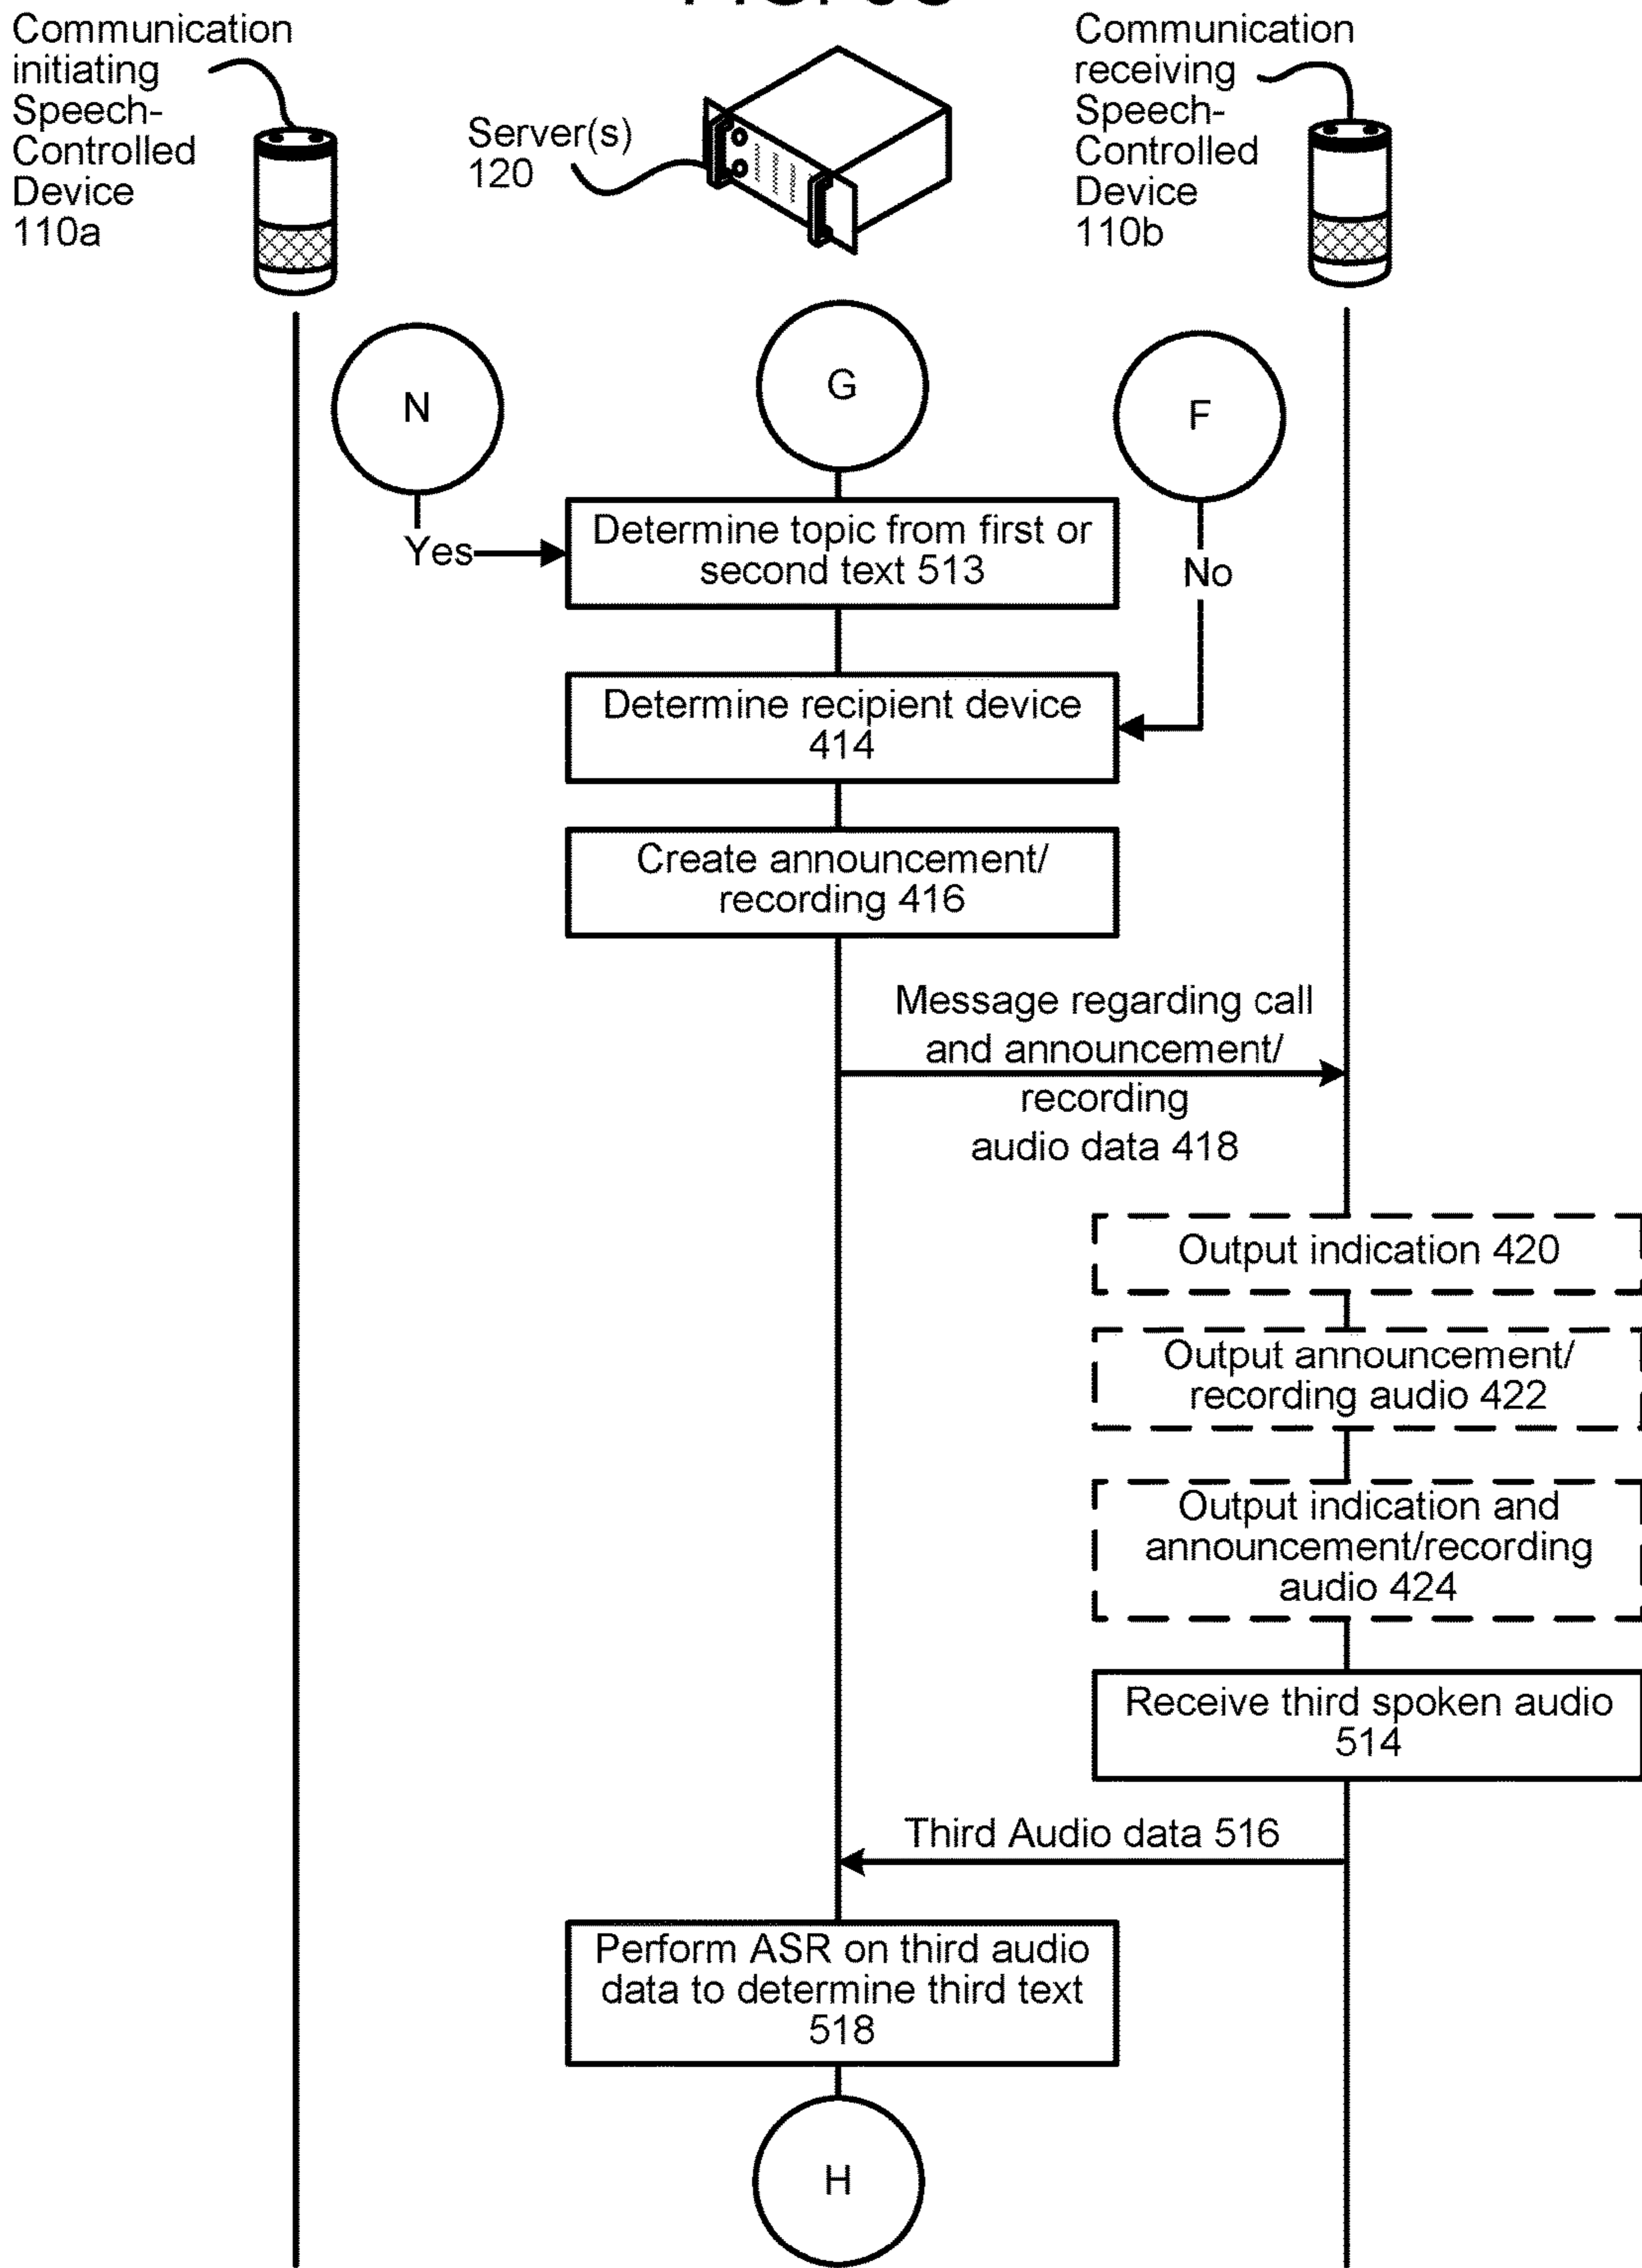 Communication
initiating
Speech-
Controlled
Device
110a
Server(s)
120
Communication
receiving
Speech-
Controlled
Device
110b
N
G
F
Yes
Determine topic from first or
second text 513
No
Determine recipient device
414
Create announcement/
recording 416
Message regarding call
and announcement/
recording
audio data 418
Output indication 420
Output announcement/
recording audio 422
Output indication and
announcement/recording
audio 424
Receive third spoken audio
514
Third Audio data 516
Perform ASR on third audio
data to determine third text
518
H